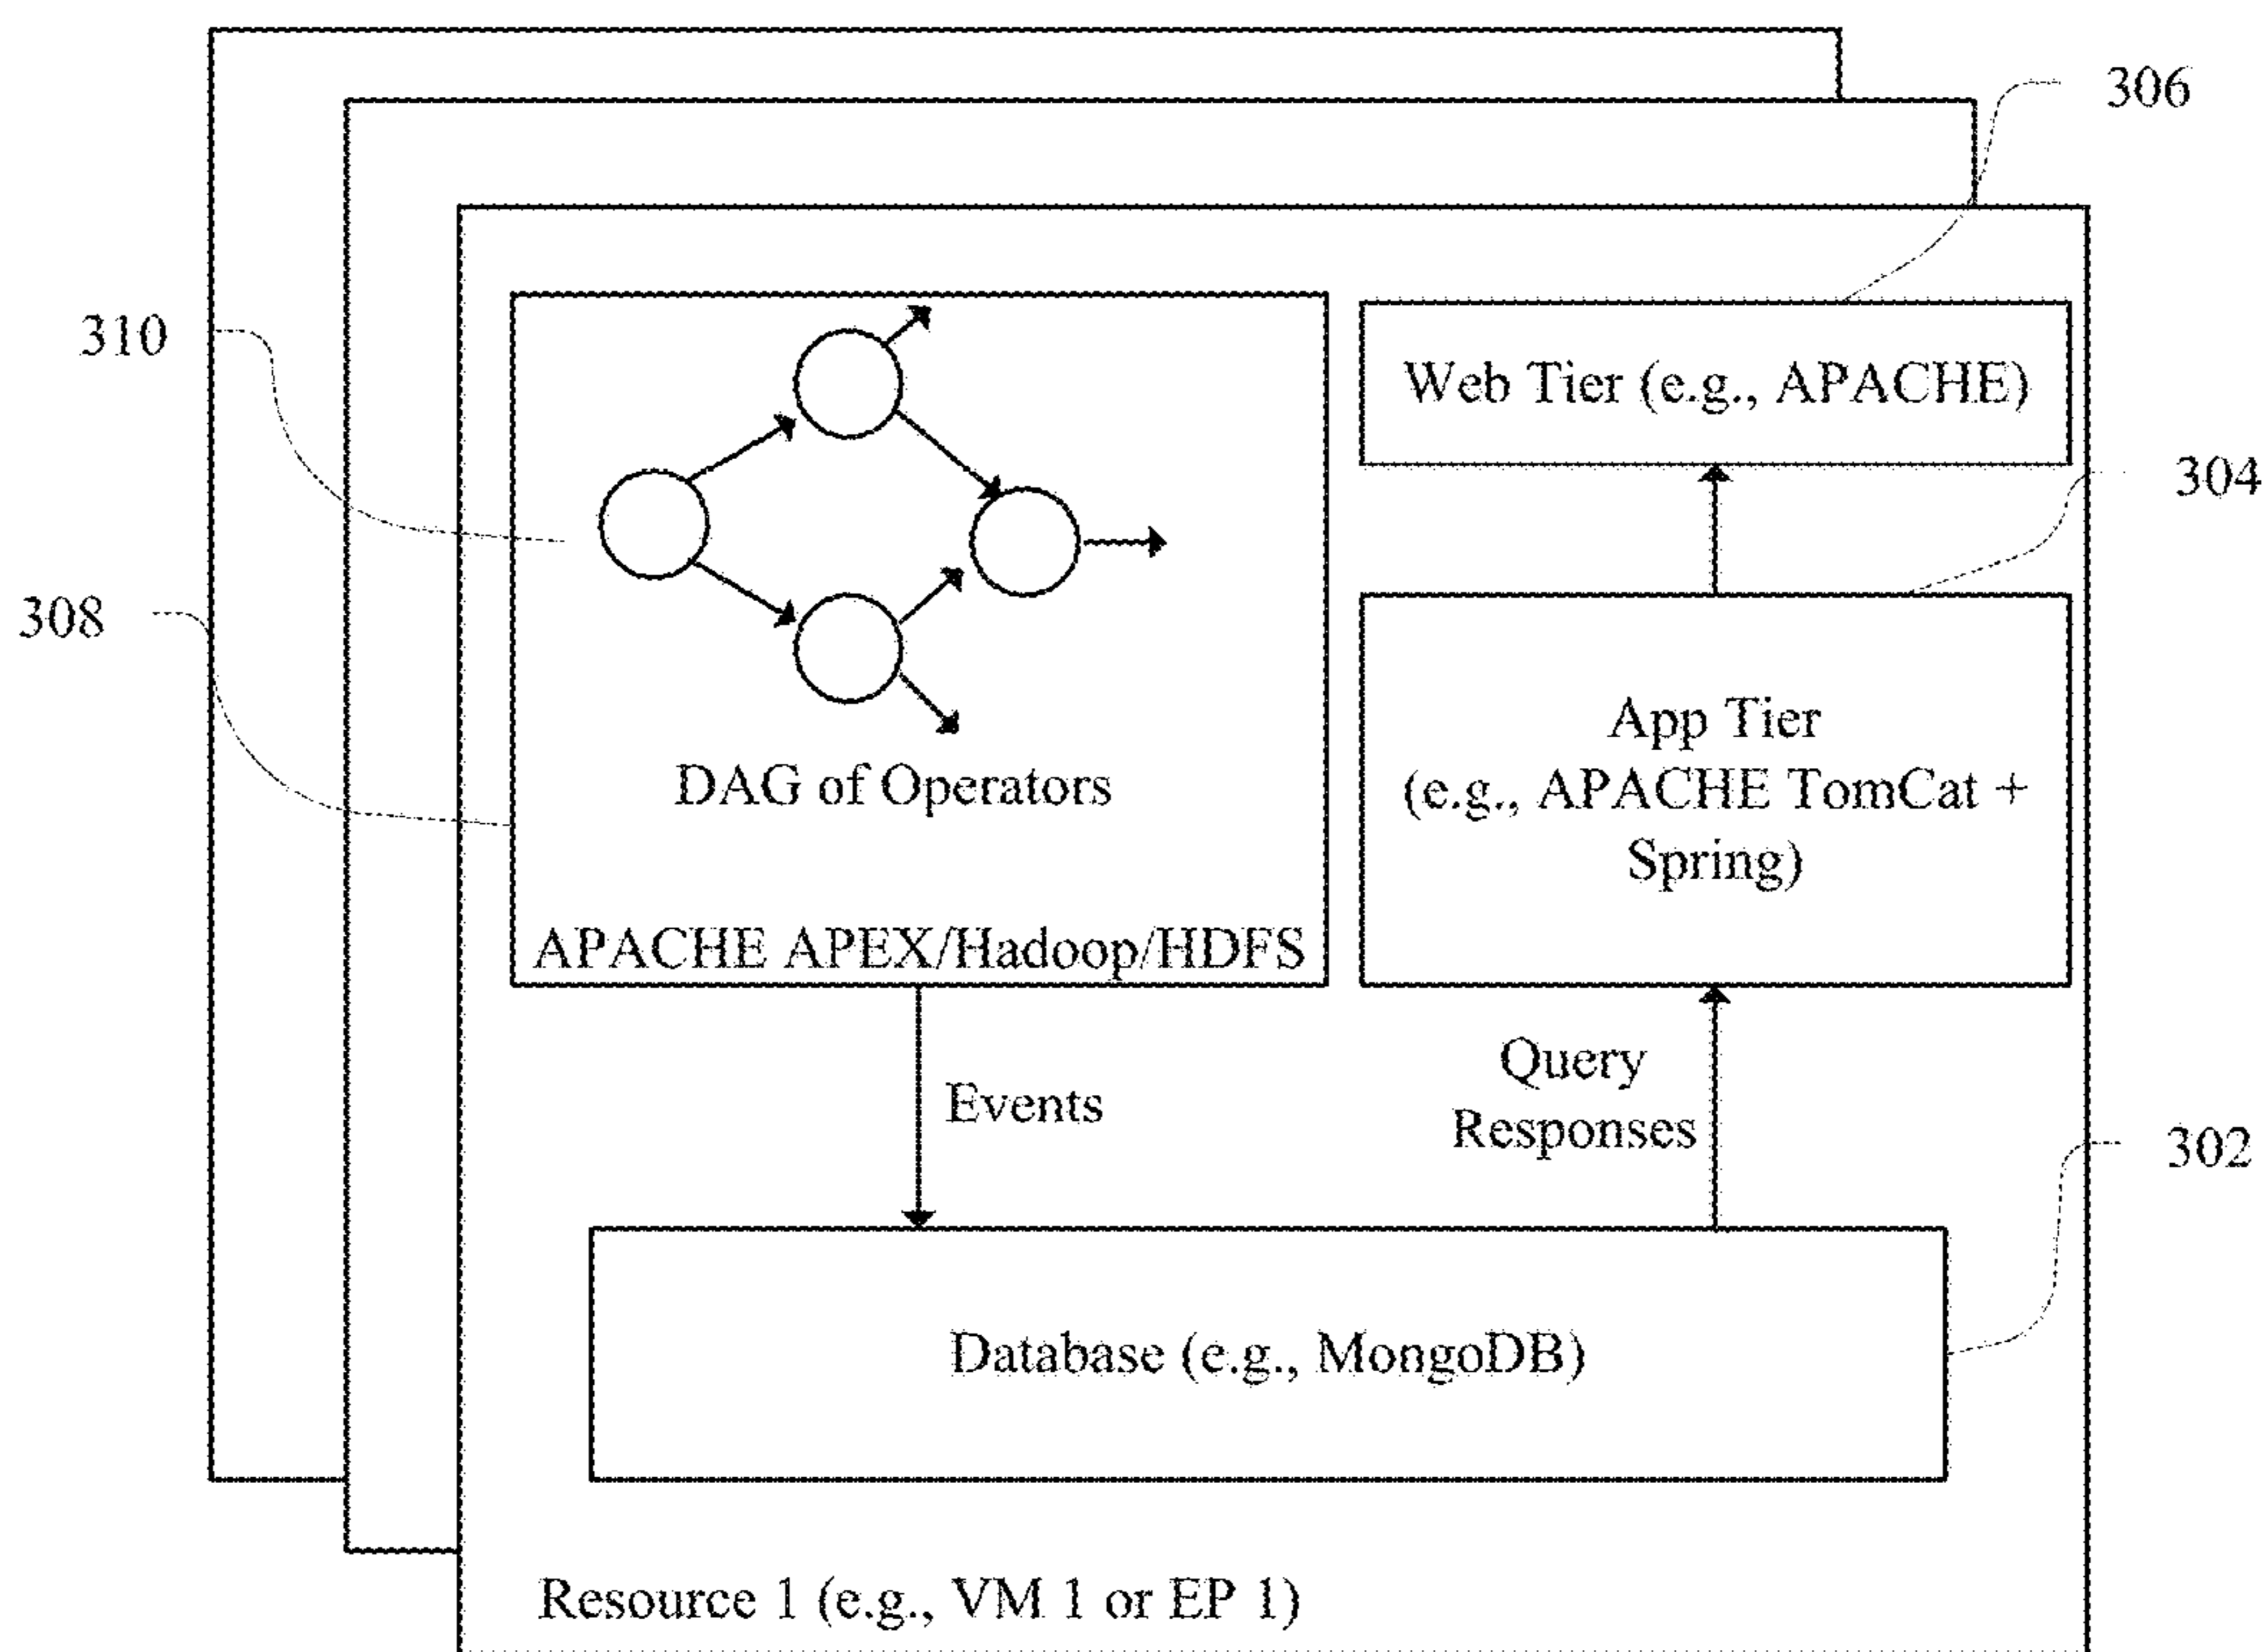 306
310
Web Tier (e.g., APACHE)
304
308
App Tier
(e.g., APACHE TomCat +
Spring)
DAG of Operators
APACHE APEX/Hadoop/HDFS
Events
Query
Responses
302
Database (e.g., MongoDB)
Resource 1 (e.g., VM 1 or EP 1)